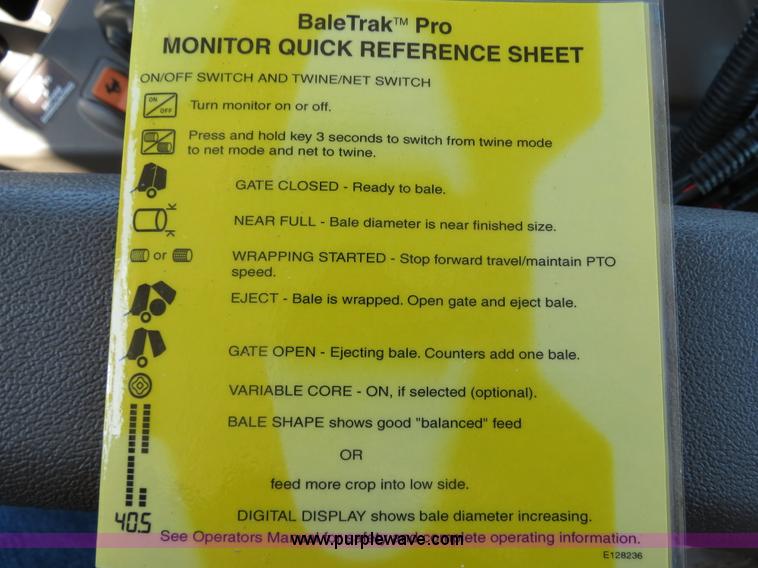 BaleTrak™ Pro
MONITOR QUICK REFERENCE SHEET
ON/OFF SWITCH AND TWINE/NET SWITCH
ON/OFF Turn monitor on or off.
Press and hold key 3 seconds to switch from twine mode
to net mode and net to twine.
GATE CLOSED - Ready to bale.
NEAR FULL - Bale diameter is near finished size.
or WRAPPING STARTED - Stop forward travel/maintain PTO
speed.
EJECT - Bale is wrapped. Open gate and eject bale.
GATE OPEN - Ejecting bale. Counters add one bale.
VARIABLE CORE - ON, if selected (optional).
BALE SHAPE shows good "balanced" feed
OR
feed more crop into low side.
40.5 DIGITAL DISPLAY shows bale diameter increasing.
See Operators Manual for safety and complete operating information.
www.purplewave.com
E128236